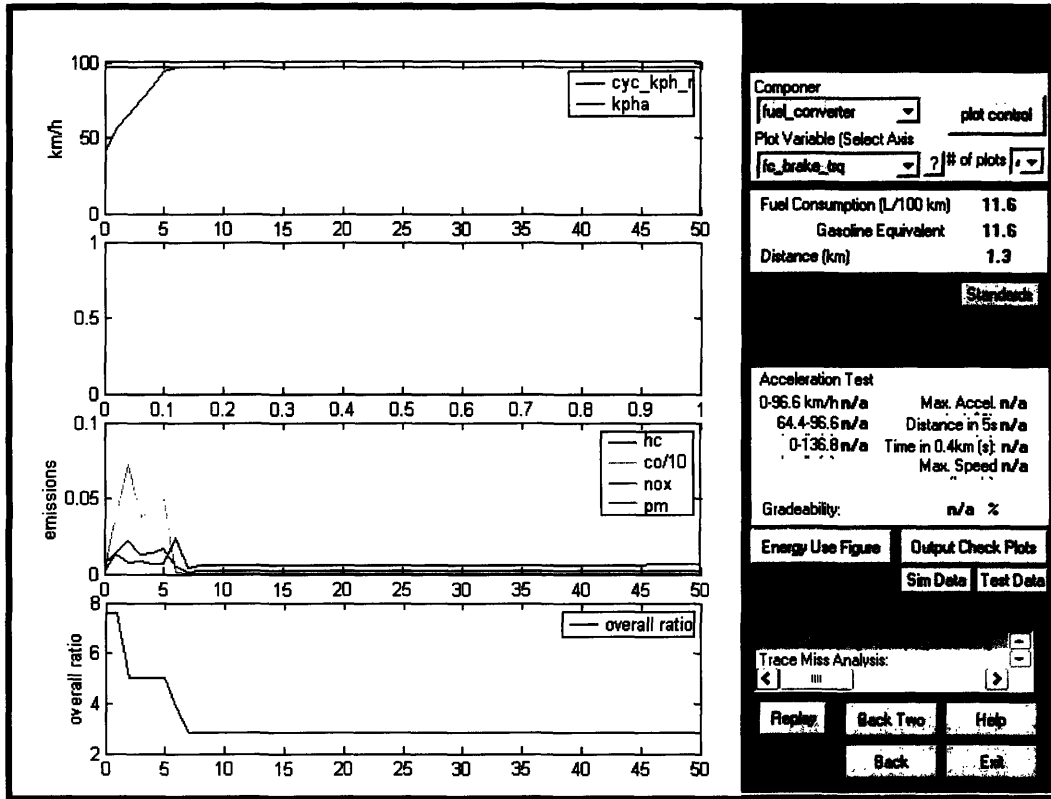 100
50
0
km/h
cyc_kph_r
kpha
0 5 10 15 20 25 30 35 40 45 50
1
0.5
0
0 0.1 0.2 0.3 0.4 0.5 0.6 0.7 0.8 0.9 1
0.1
0.05
0
emissions
hc
co/10
nox
pm
0 5 10 15 20 25 30 35 40 45 50
8
6
4
2
overall ratio
overall ratio
0 5 10 15 20 25 30 35 40 45 50
Componer
fuel_converter
plot control
Plot Variable (Select Axis
fc_brake_trq
? # of plots
Fuel Consumption (L/100 km) 11.6
Gasoline Equivalent 11.6
Distance (km) 1.3
Standards
Acceleration Test
0-96.6 km/h n/a Max. Accel. n/a
64.4-96.6 n/a Distance in 5s n/a
0-136.8 n/a Time in 0.4km (s): n/a
Max. Speed n/a
Gradeability: n/a %
Energy Use Figure Output Check Plots
Sim Data Test Data
Trace Miss Analysis:
Replay Back Two Help
Back Exit